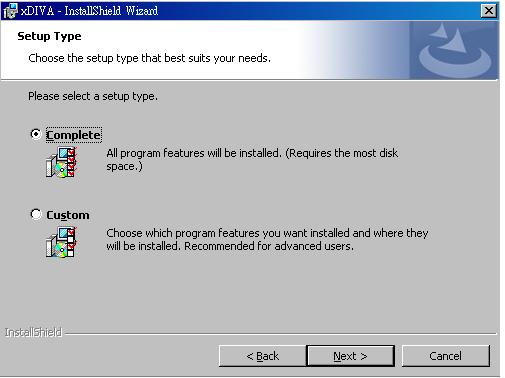 xDIVA - InstallShield Wizard
Setup Type
Choose the setup type that best suits your needs.
Please select a setup type.
Complete
All program features will be installed. (Requires the most disk
space.)
Custom
Choose which program features you want installed and where they
will be installed. Recommended for advanced users.
InstallShield
< Back
Next >
Cancel